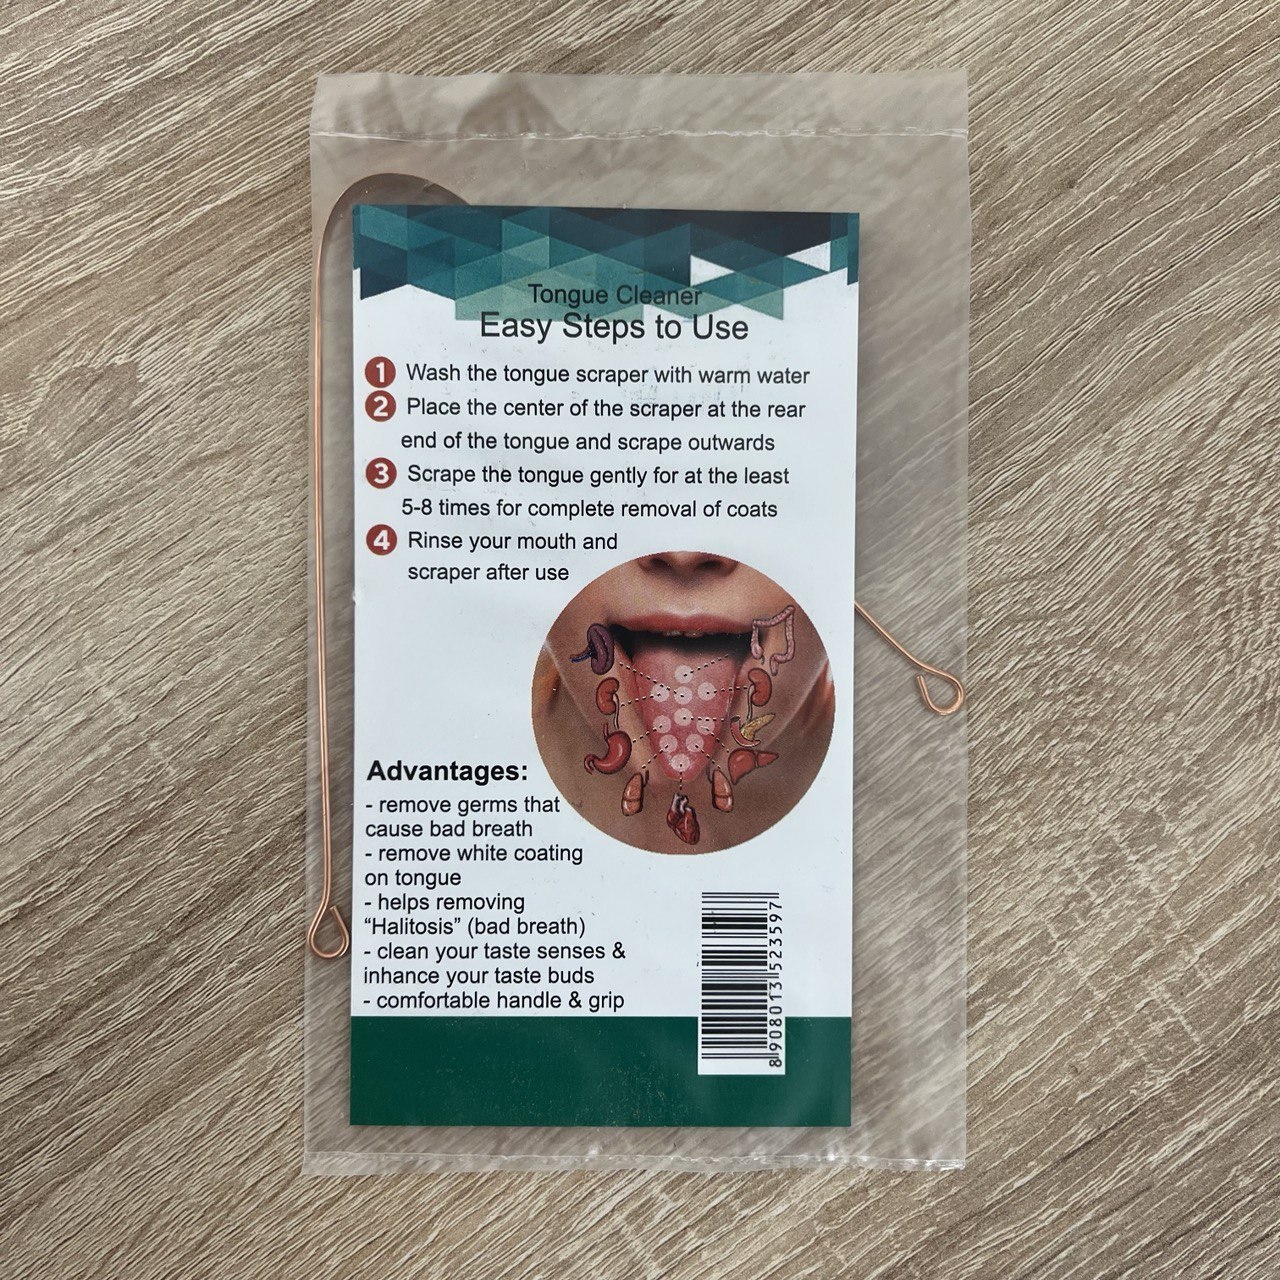 Tongue Cleaner
Easy Steps to Use
1 Wash the tongue scraper with warm water
2 Place the center of the scraper at the rear
end of the tongue and scrape outwards
3 Scrape the tongue gently for at the least
5-8 times for complete removal of coats
4 Rinse your mouth and
scraper after use
Advantages:
- remove germs that
cause bad breath
- remove white coating
on tongue
- helps removing
“Halitosis” (bad breath)
- clean your taste senses &
inhance your taste buds
- comfortable handle & grip
8908013523597